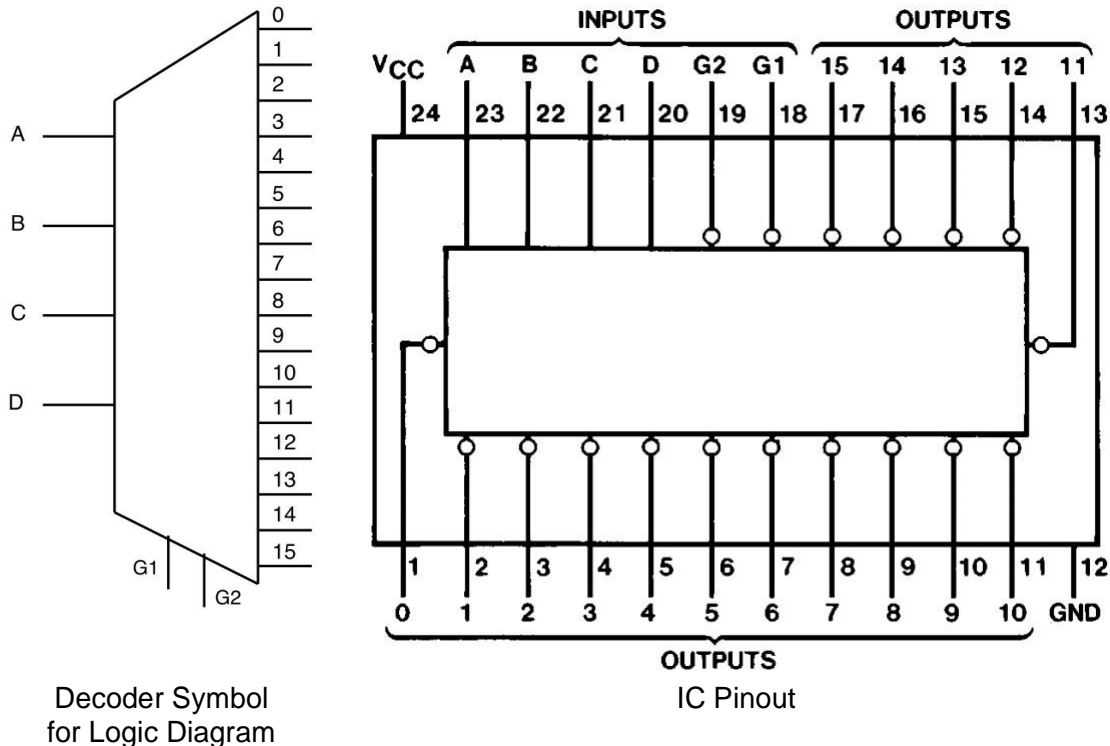 0
1
2
3
4
5
6
7
8
9
10
11
12
13
14
15
A
B
C
D
G1
G2
Decoder Symbol
for Logic Diagram
INPUTS OUTPUTS
VCC A B C D G2 G1 15 14 13 12 11
24 23 22 21 20 19 18 17 16 15 14 13
1 2 3 4 5 6 7 8 9 10 11 12
0 1 2 3 4 5 6 7 8 9 10 GND
OUTPUTS
IC Pinout